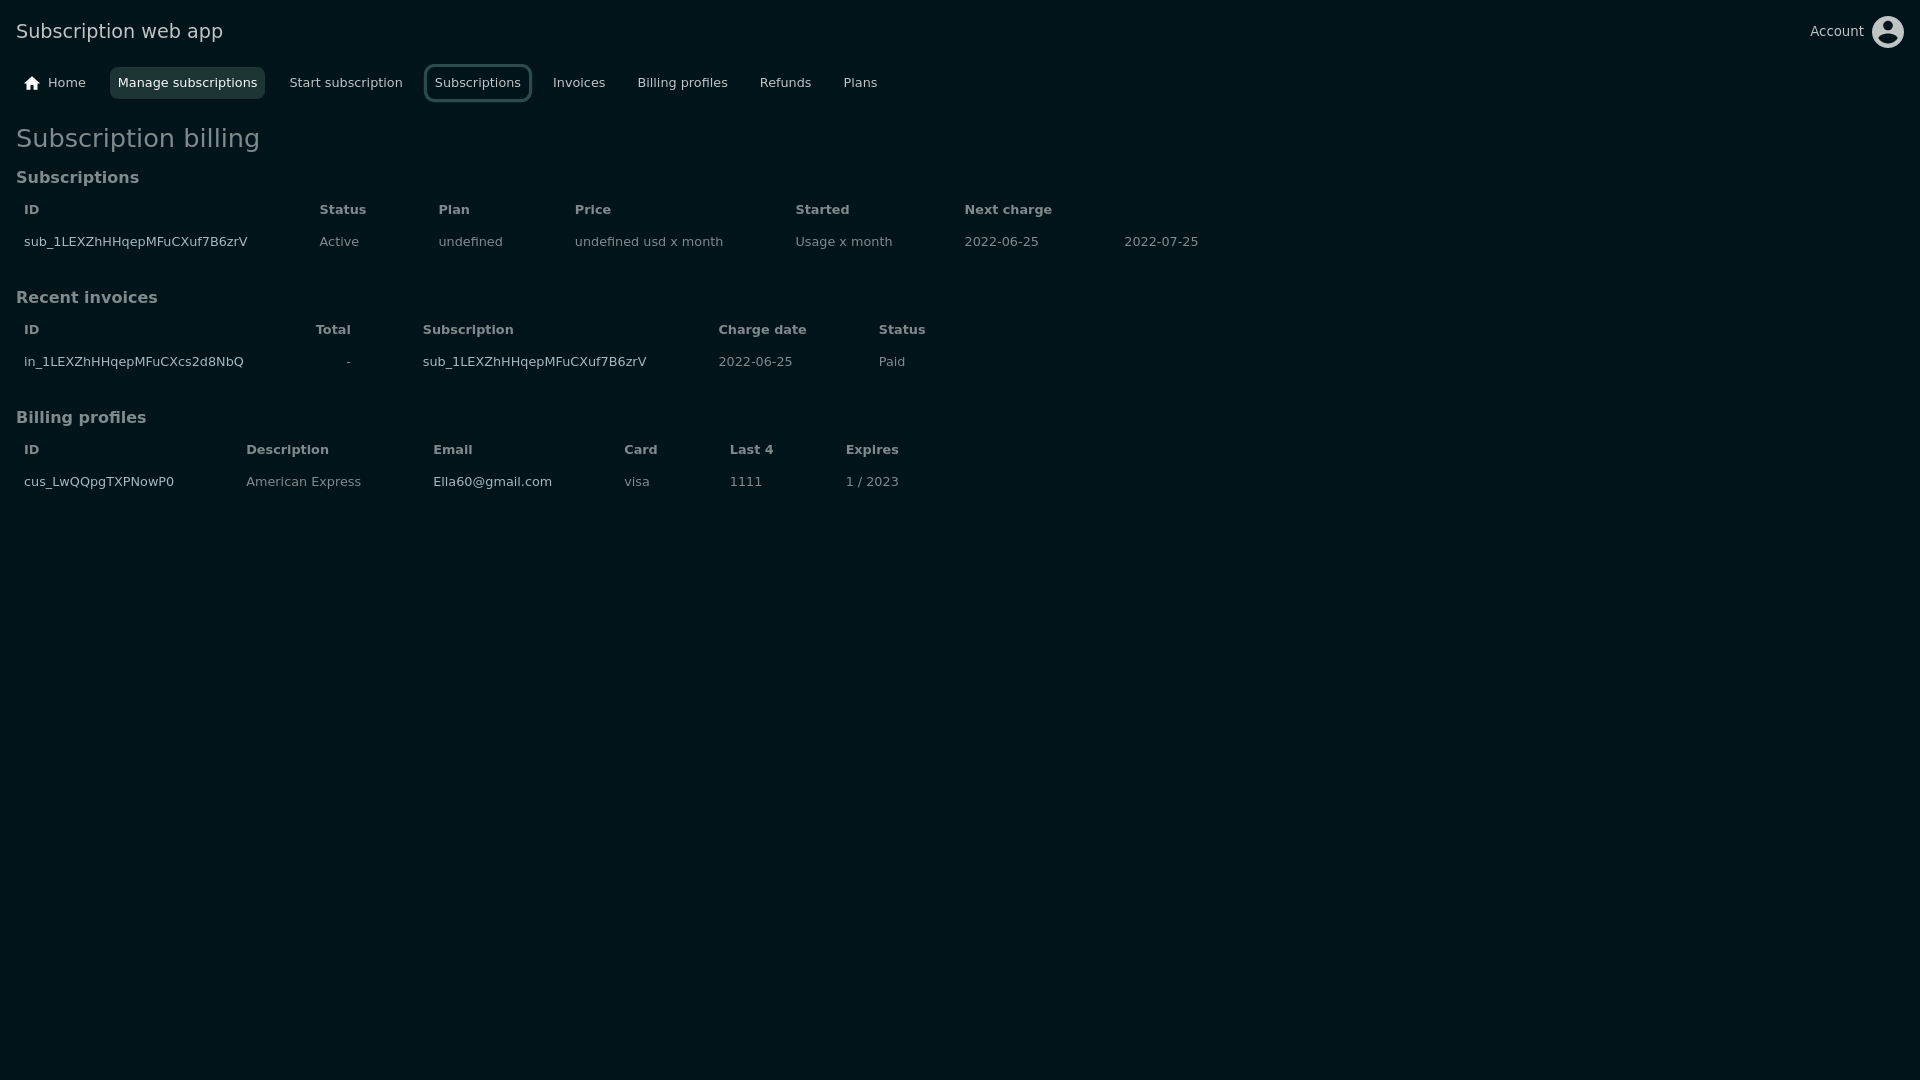 Subscription web app
Account
Home Manage subscriptions Start subscription Subscriptions Invoices Billing profiles Refunds Plans
Subscription billing
Subscriptions
ID Status Plan Price Started Next charge
sub_1LEXZhHHqepMFuCXuf7B6zrV Active undefined undefined usd x month Usage x month 2022-06-25 2022-07-25
Recent invoices
ID Total Subscription Charge date Status
in_1LEXZhHHqepMFuCXcs2d8NbQ - sub_1LEXZhHHqepMFuCXuf7B6zrV 2022-06-25 Paid
Billing profiles
ID Description Email Card Last 4 Expires
cus_LwQQpgTXPNowP0 American Express Ella60@gmail.com visa 1111 1 / 2023